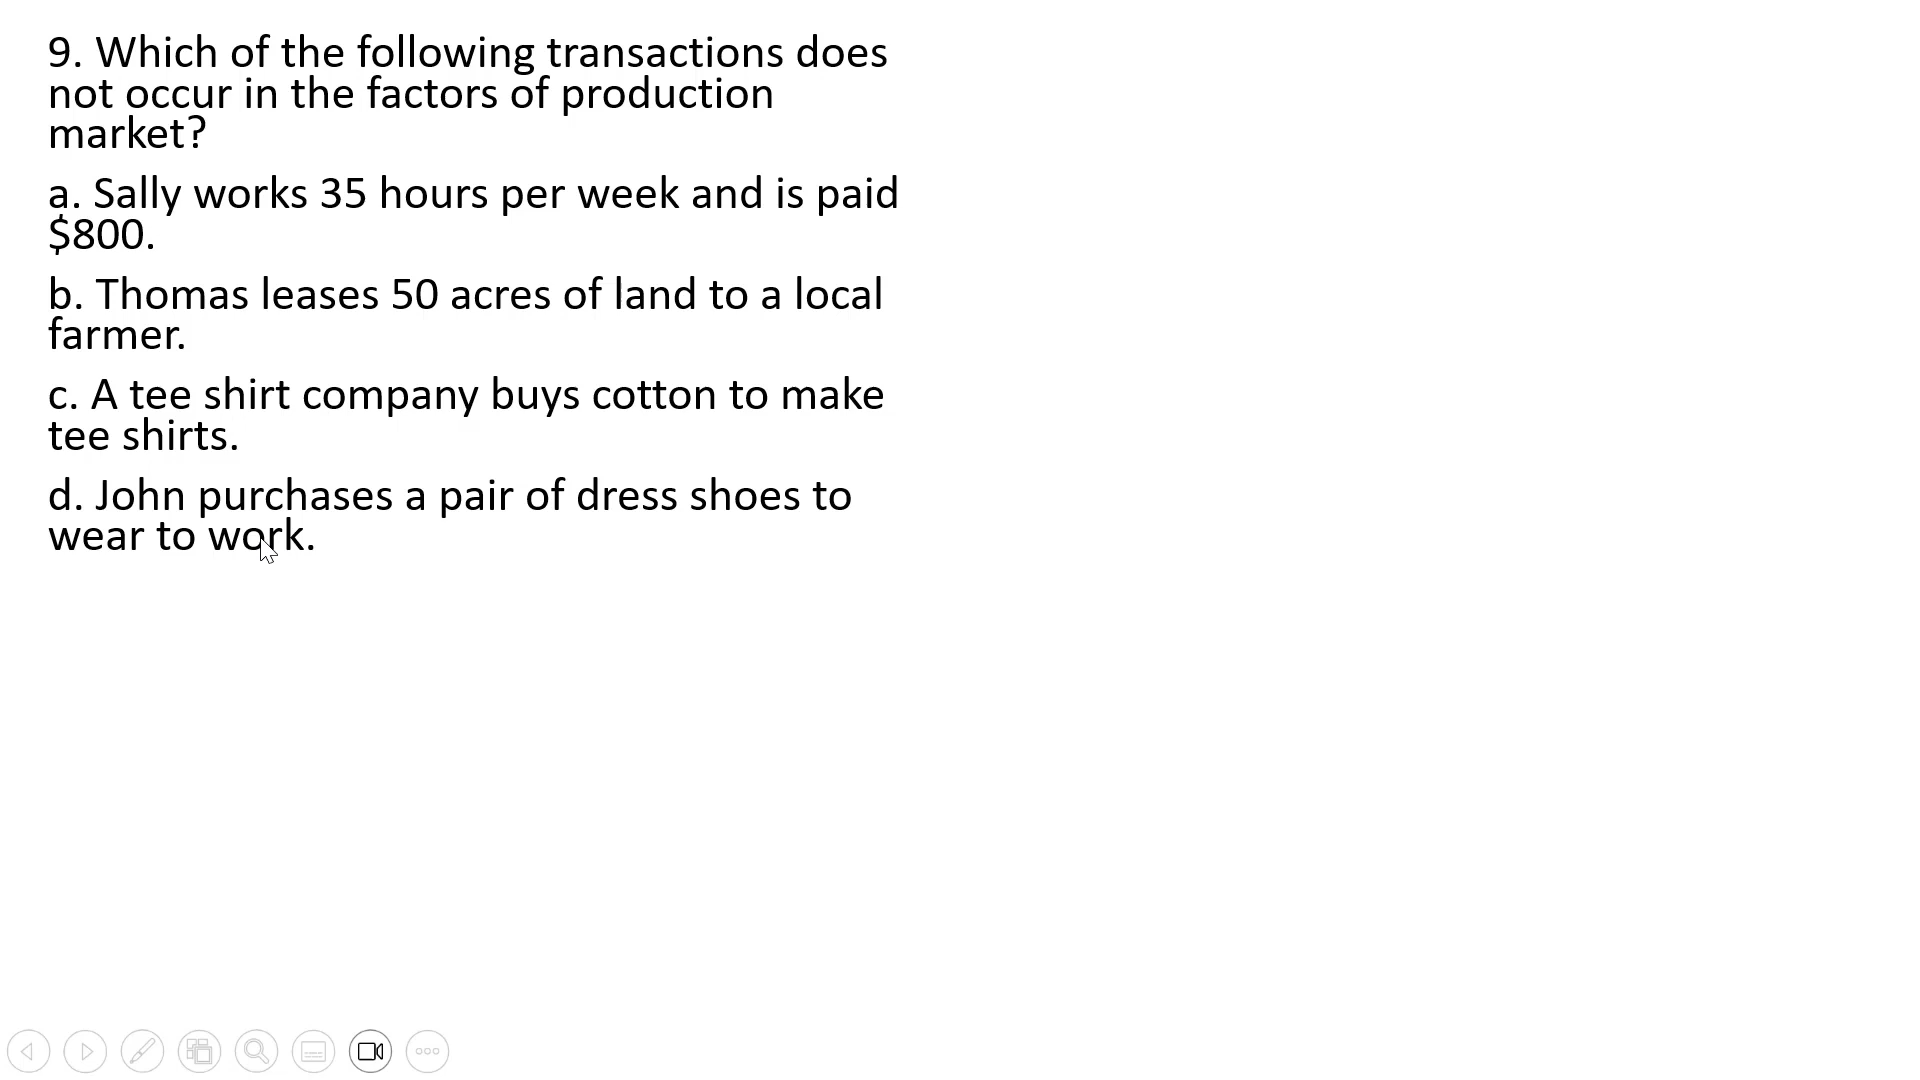 9. Which of the following transactions does
not occur in the factors of production
market?
a. Sally works 35 hours per week and is paid
$800.
b. Thomas leases 50 acres of land to a local
farmer.
c. A tee shirt company buys cotton to make
tee shirts.
d. John purchases a pair of dress shoes to
wear to work.